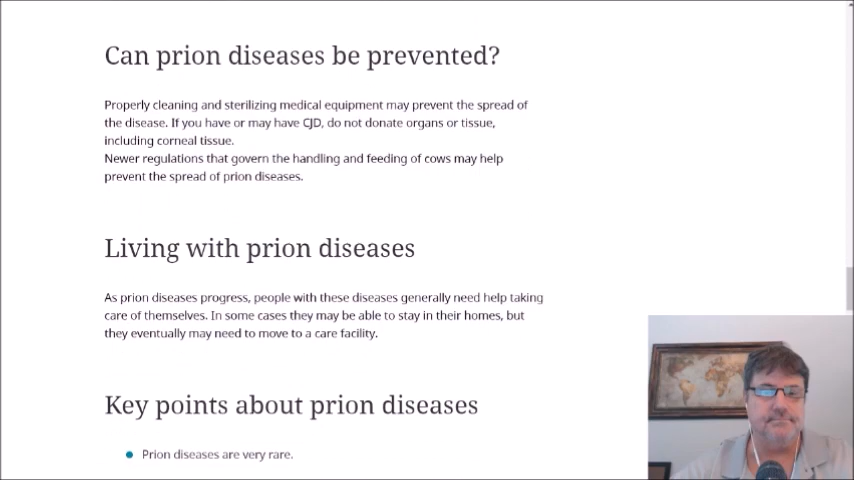 Can prion diseases be prevented?
Properly cleaning and sterilizing medical equipment may prevent the spread of
the disease. If you have or may have CJD, do not donate organs or tissue,
including corneal tissue.
Newer regulations that govern the handling and feeding of cows may help
prevent the spread of prion diseases.
Living with prion diseases
As prion diseases progress, people with these diseases generally need help taking
care of themselves. In some cases they may be able to stay in their homes, but
they eventually may need to move to a care facility.
Key points about prion diseases
Prion diseases are very rare.